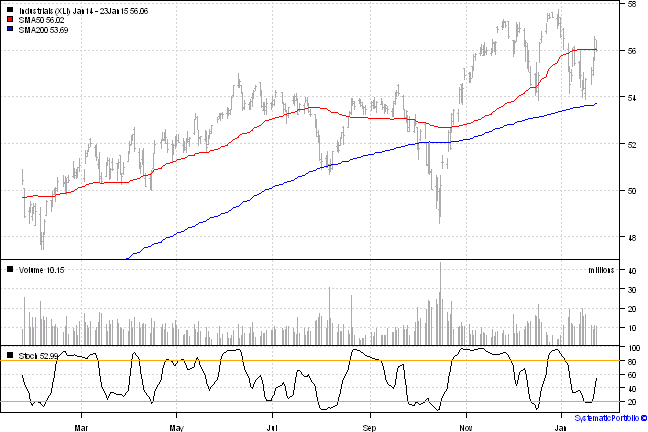 Industrials (XLI) Jan 14 - 23Jan15 56.06
SMA50 56.02
SMA200 53.69
58
56
54
52
50
48
Volume 10.15
millions
40
30
20
10
Stoch 52.99
100
80
60
40
20
Mar May Jul Sep Nov Jan
SystematicPortfolio ©